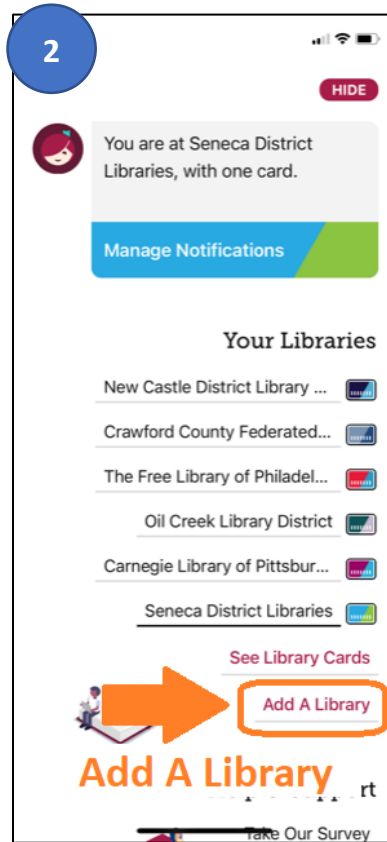 2
HIDE
You are at Seneca District
Libraries, with one card.
Manage Notifications
Your Libraries
New Castle District Library ...
Crawford County Federated...
The Free Library of Philadel...
Oil Creek Library District
Carnegie Library of Pittsbur...
Seneca District Libraries
See Library Cards
Add A Library
Add A Library
Take Our Survey